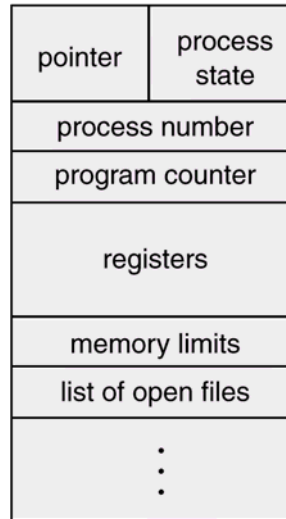 pointer
process
state
process number
program counter
registers
memory limits
list of open files